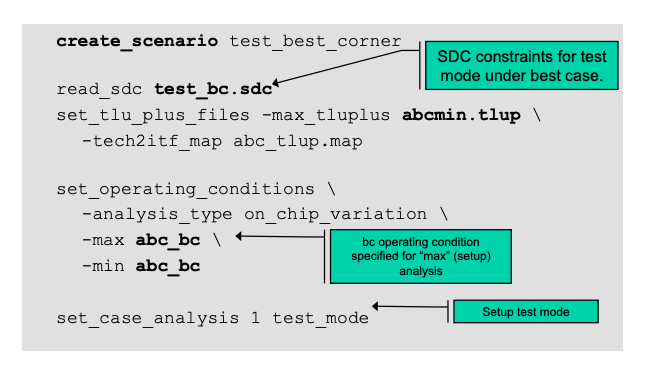 create_scenario test_best_corner
SDC constraints for test
mode under best case.
read_sdc test_bc.sdc
set_tlu_plus_files -max_tluplus abcmin.tlup \
-tech2itf_map abc_tlup.map
set_operating_conditions \
-analysis_type on_chip_variation \
-max abc_bc \
-min abc_bc
bc operating condition
specified for “max” (setup)
analysis
set_case_analysis 1 test_mode
Setup test mode